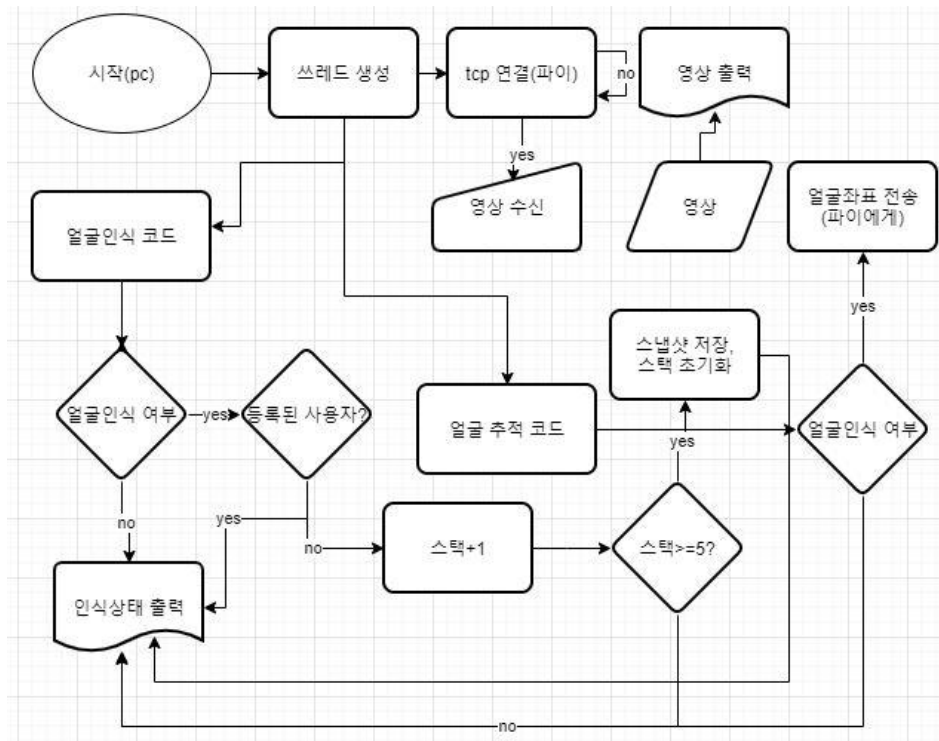 시작(pc)
쓰레드 생성
tcp 연결(파이)
no
영상 출력
yes
영상 수신
영상
얼굴좌표 전송
(파이에게)
얼굴인식 코드
yes
스냅샷 저장,
스택 초기화
얼굴인식 여부
yes
등록된 사용자?
얼굴 추적 코드
yes
얼굴인식 여부
no
yes
no
스택+1
스택>=5?
인식상태 출력
no